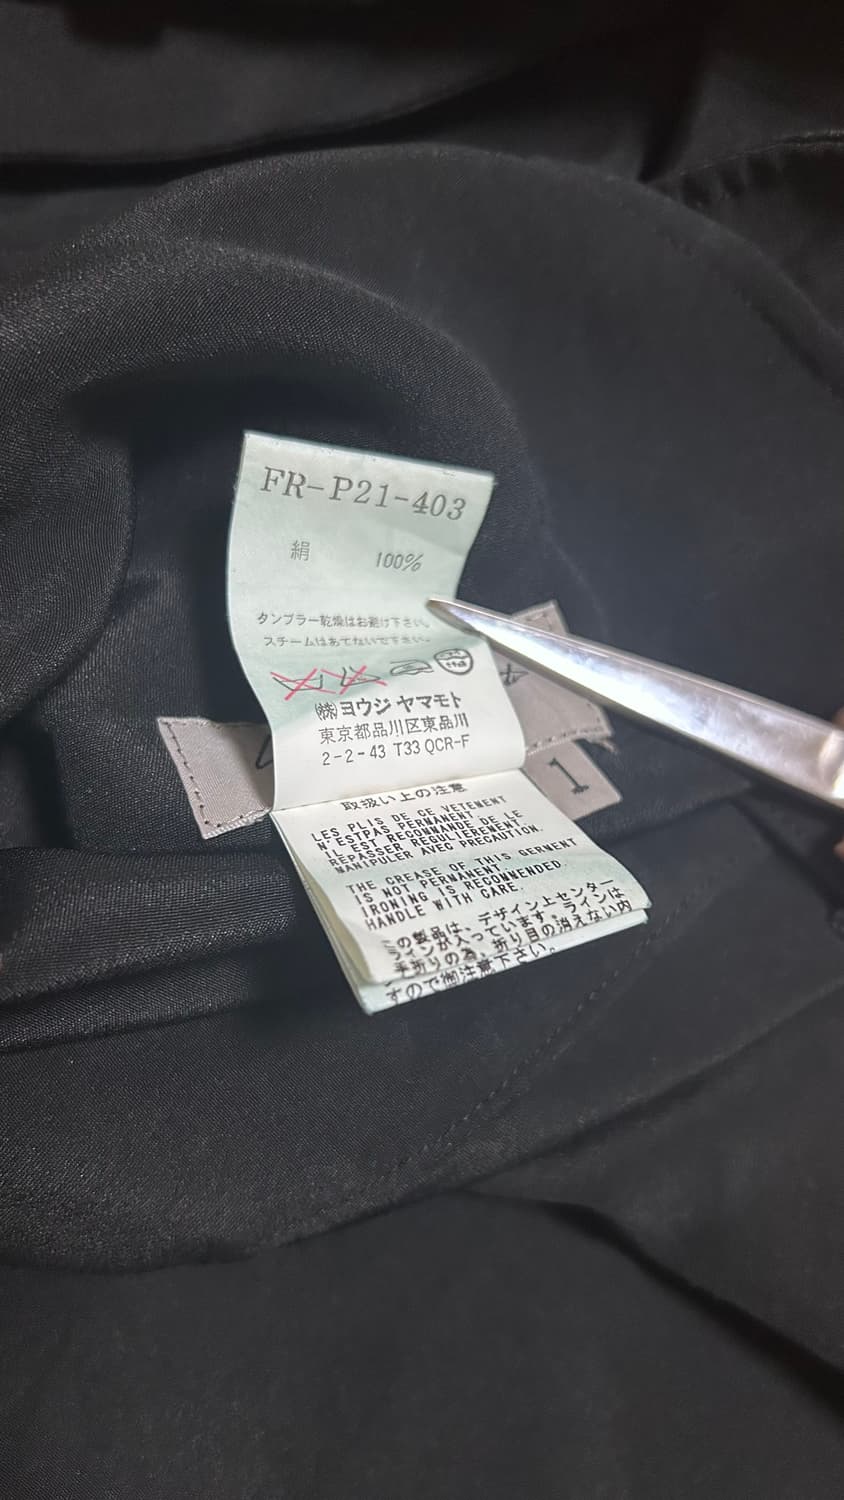 FR-P21-403
絹 100%
タンブラー乾燥はお避け下さい。
スチームはあてないで下さい。
㈱ヨウジ ヤマモト
東京都品川区東品川
2-2-43 T33 QCR-F
1
取扱い上の注意
LES PLIS DE CE VETEMENT
N'ESTPAS PERMANENT
IL EST RECOMMANDE DE LE
REPASSER REGULIEREMENT.
MANIPULER AVEC PRECAUTION.
THE CREASE OF THIS GERMENT
IS NOT PERMANENT
IRONING IS RECOMMENDED.
HANDLE WITH CARE.
この製品は、デザイン上センター
ラインが入っています。ラインは
手折りの為、折り目の消えない内
すので御注意下さい。